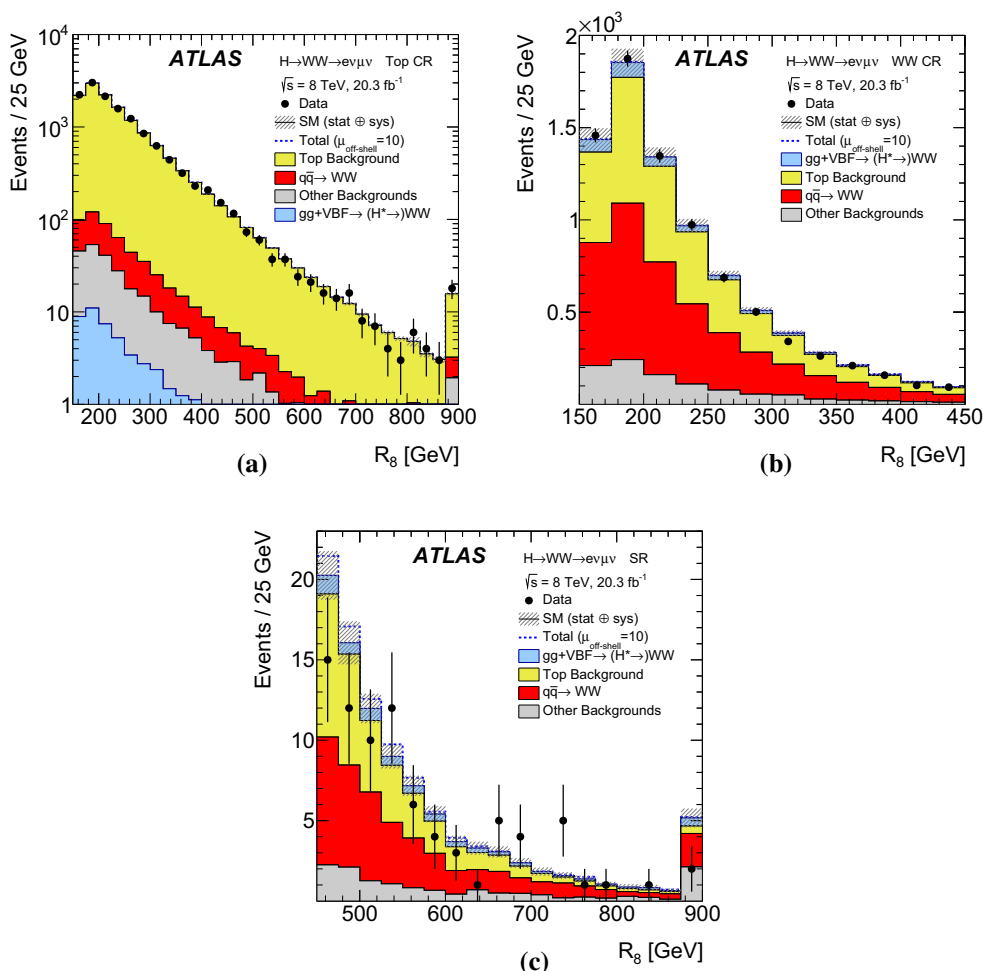 Events / 25 GeV
10⁴
10³
10²
10
1
ATLAS
H→WW→eνμν Top CR
√s = 8 TeV, 20.3 fb⁻¹
Data
SM (stat ⊕ sys)
Total (μoff-shell=10)
Top Background
qq̄→ WW
Other Backgrounds
gg+VBF→ (H*→)WW
200 300 400 500 600 700 800 900
R₈ [GeV]
(a)
×10³
Events / 25 GeV
2
1.5
1
0.5
ATLAS
H→WW→eνμν WW CR
√s = 8 TeV, 20.3 fb⁻¹
Data
SM (stat ⊕ sys)
Total (μoff-shell=10)
gg+VBF→ (H*→)WW
Top Background
qq̄→ WW
Other Backgrounds
150 200 250 300 350 400 450
R₈ [GeV]
(b)
Events / 25 GeV
20
15
10
5
ATLAS
H→WW→eνμν SR
√s = 8 TeV, 20.3 fb⁻¹
Data
SM (stat ⊕ sys)
Total (μoff-shell=10)
gg+VBF→ (H*→)WW
Top Background
qq̄→ WW
Other Backgrounds
500 600 700 800 900
R₈ [GeV]
(c)